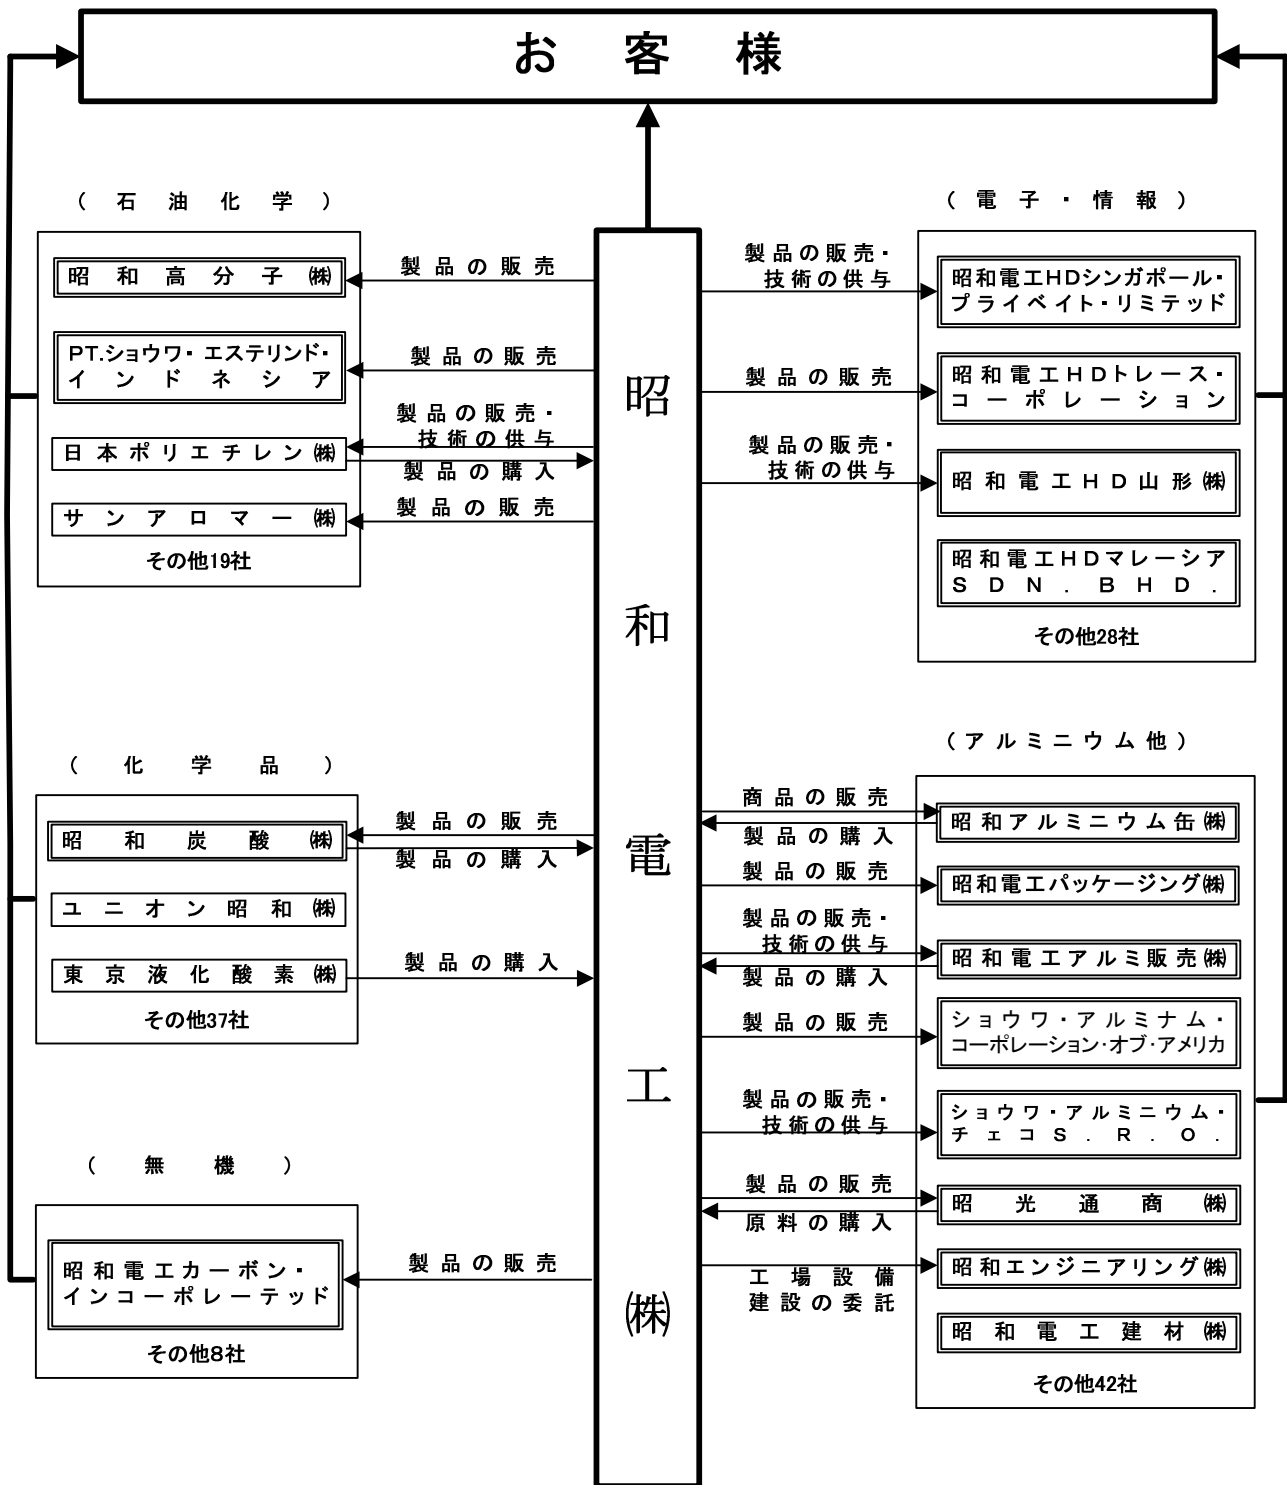 お客様
（石油化学）
昭和高分子㈱
PT.ショウワ・エステリンド・
インドネシア
日本ポリエチレン㈱
サンアロマー㈱
その他19社
製品の販売
製品の販売
製品の販売・
技術の供与
製品の購入
製品の販売
（化学品）
昭和炭酸㈱
ユニオン昭和㈱
東京液化酸素㈱
その他37社
製品の販売
製品の購入
製品の購入
（無機）
昭和電工カーボン・
インコーポレーテッド
その他8社
製品の販売
昭和電工㈱
（電子・情報）
製品の販売・
技術の供与
製品の販売
製品の販売・
技術の供与
昭和電工HDシンガポール・
プライベイト・リミテッド
昭和電工HDトレース・
コーポレーション
昭和電工HD山形㈱
昭和電工HDマレーシア
SDN.BHD.
その他28社
（アルミニウム他）
商品の販売
製品の購入
製品の販売
製品の販売・
技術の供与
製品の購入
製品の販売
製品の販売・
技術の供与
製品の販売
原料の購入
工場設備
建設の委託
昭和アルミニウム缶㈱
昭和電工パッケージング㈱
昭和電工アルミ販売㈱
ショウワ・アルミナム・
コーポレーション・オブ・アメリカ
ショウワ・アルミニウム・
チェコS.R.O.
昭光通商㈱
昭和エンジニアリング㈱
昭和電工建材㈱
その他42社